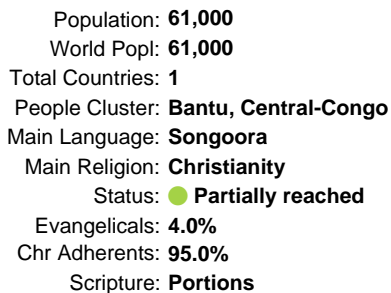 Population: 61,000
World Popl: 61,000
Total Countries: 1
People Cluster: Bantu, Central-Congo
Main Language: Songoora
Main Religion: Christianity
Status: Partially reached
Evangelicals: 4.0%
Chr Adherents: 95.0%
Scripture: Portions